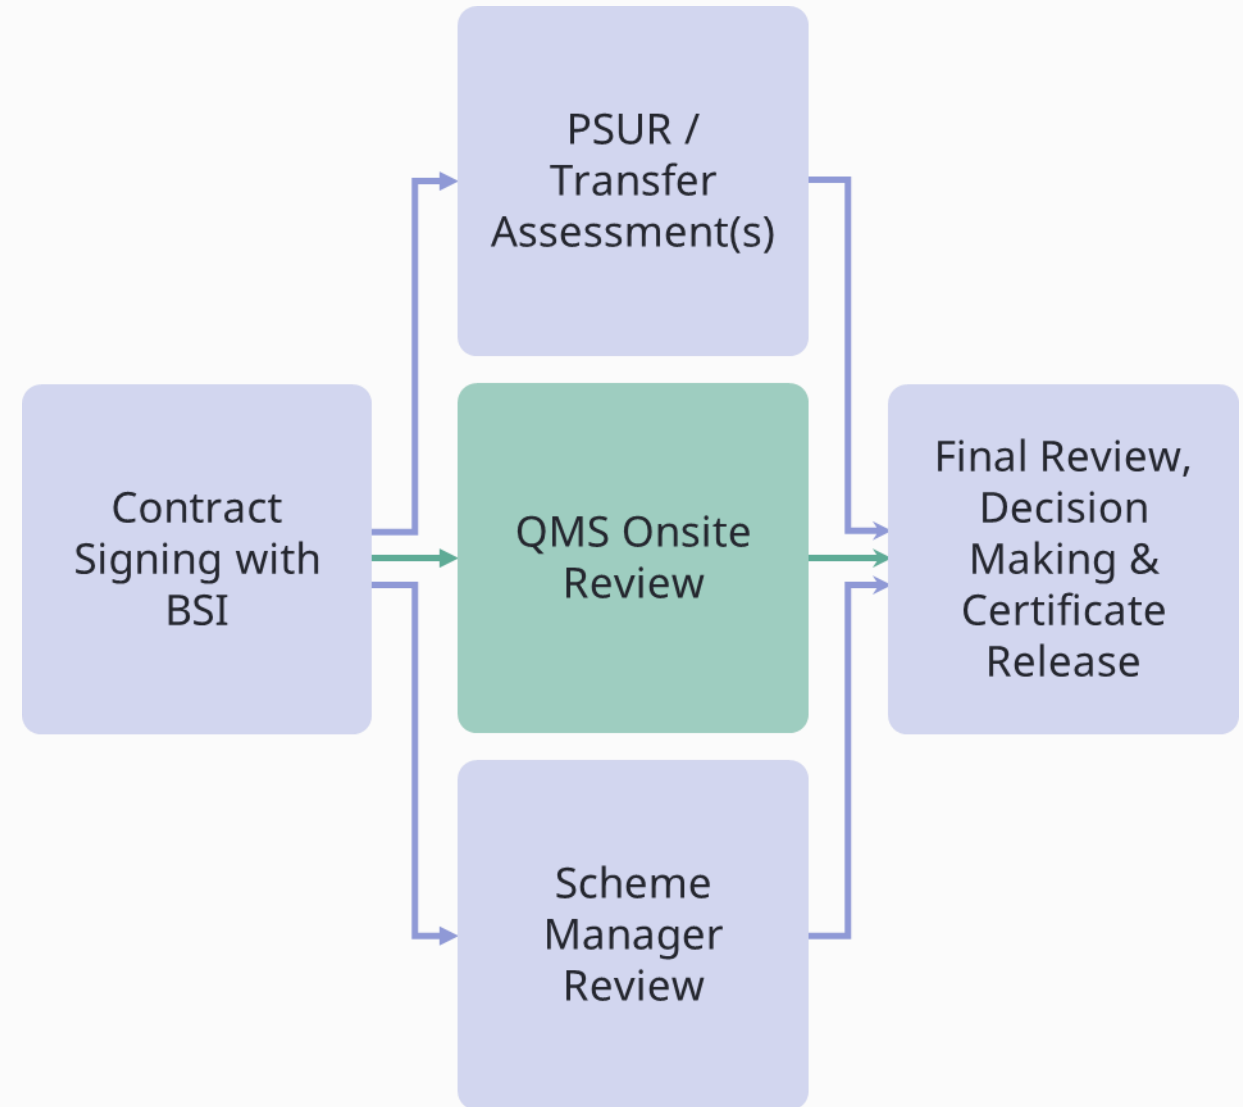 PSUR /
Transfer
Assessment(s)
Contract
Signing with
BSI
QMS Onsite
Review
Final Review,
Decision
Making &
Certificate
Release
Scheme
Manager
Review